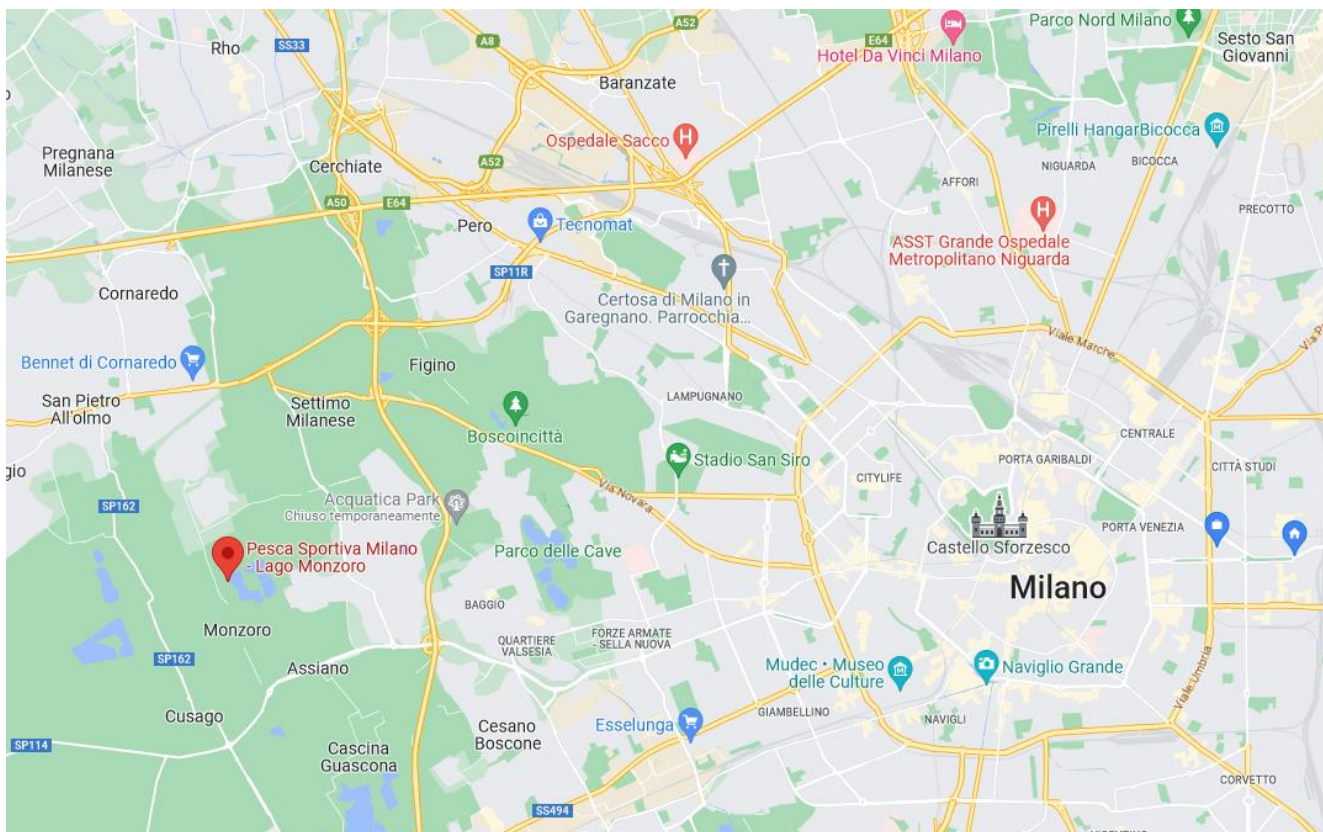 A52
Parco Nord Milano
Rho
SS33
A8
E64
Hotel Da Vinci Milano
Sesto San
Giovanni
Baranzate
Ospedale Sacco
Pirelli HangarBicocca
Pregnana
Milanese
Cerchiate
A52
NIGUARDA
BICOCCA
AFFORI
A50
E64
Pero
Tecnomat
PRECOTTO
ASST Grande Ospedale
Metropolitano Niguarda
SP11R
Cornaredo
Certosa di Milano in
Garegnano. Parrocchia...
Viale Marche
Bennet di Cornaredo
Figino
San Pietro
All'olmo
Settimo
Milanese
LAMPUGNANO
Boscoincittà
CENTRALE
Stadio San Siro
PORTA GARIBALDI
CITTÀ STUDI
gio
CITYLIFE
Via Novara
Acquatica Park
Chiuso temporaneamente
SP162
PORTA VENEZIA
Pesca Sportiva Milano
- Lago Monzoro
Parco delle Cave
Castello Sforzesco
Milano
BAGGIO
Monzoro
QUARTIERE
VALSESIA
FORZE ARMATE
- SELLA NUOVA
SP162
Assiano
Mudec • Museo
delle Culture
Naviglio Grande
Viale Umbria
Cusago
Cesano
Boscone
Esselunga
GIAMBELLINO
NAVIGLI
SP114
Cascina
Guascona
CORVETTO
SS494